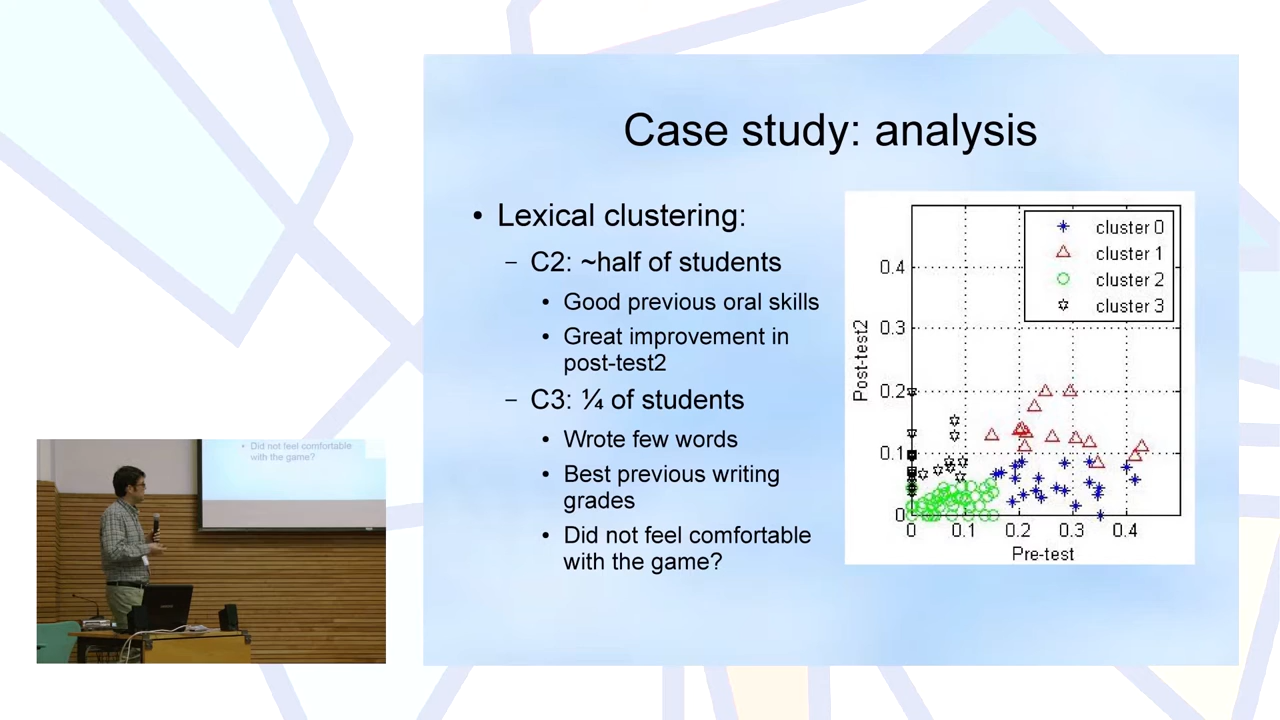 Case study: analysis
• Lexical clustering:
– C2: ~half of students
• Good previous oral skills
• Great improvement in
post-test2
– C3: ¼ of students
• Wrote few words
• Best previous writing
grades
• Did not feel comfortable
with the game?
cluster 0
cluster 1
cluster 2
cluster 3
0.4
0.3
0.2
0.1
0
Post-test2
0 0.1 0.2 0.3 0.4
Pre-test
• Did not feel comfortable
with the game?